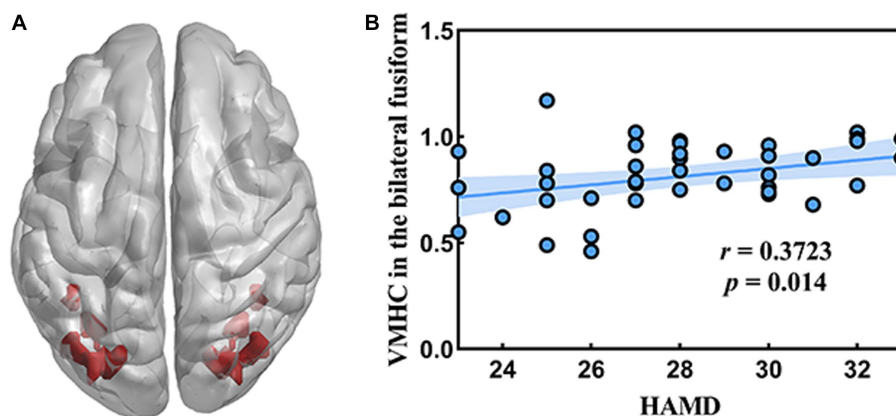 A
B
VMHC in the bilateral fusiform
1.5
1.0
0.5
0.0
r = 0.3723
p = 0.014
24 26 28 30 32
HAMD